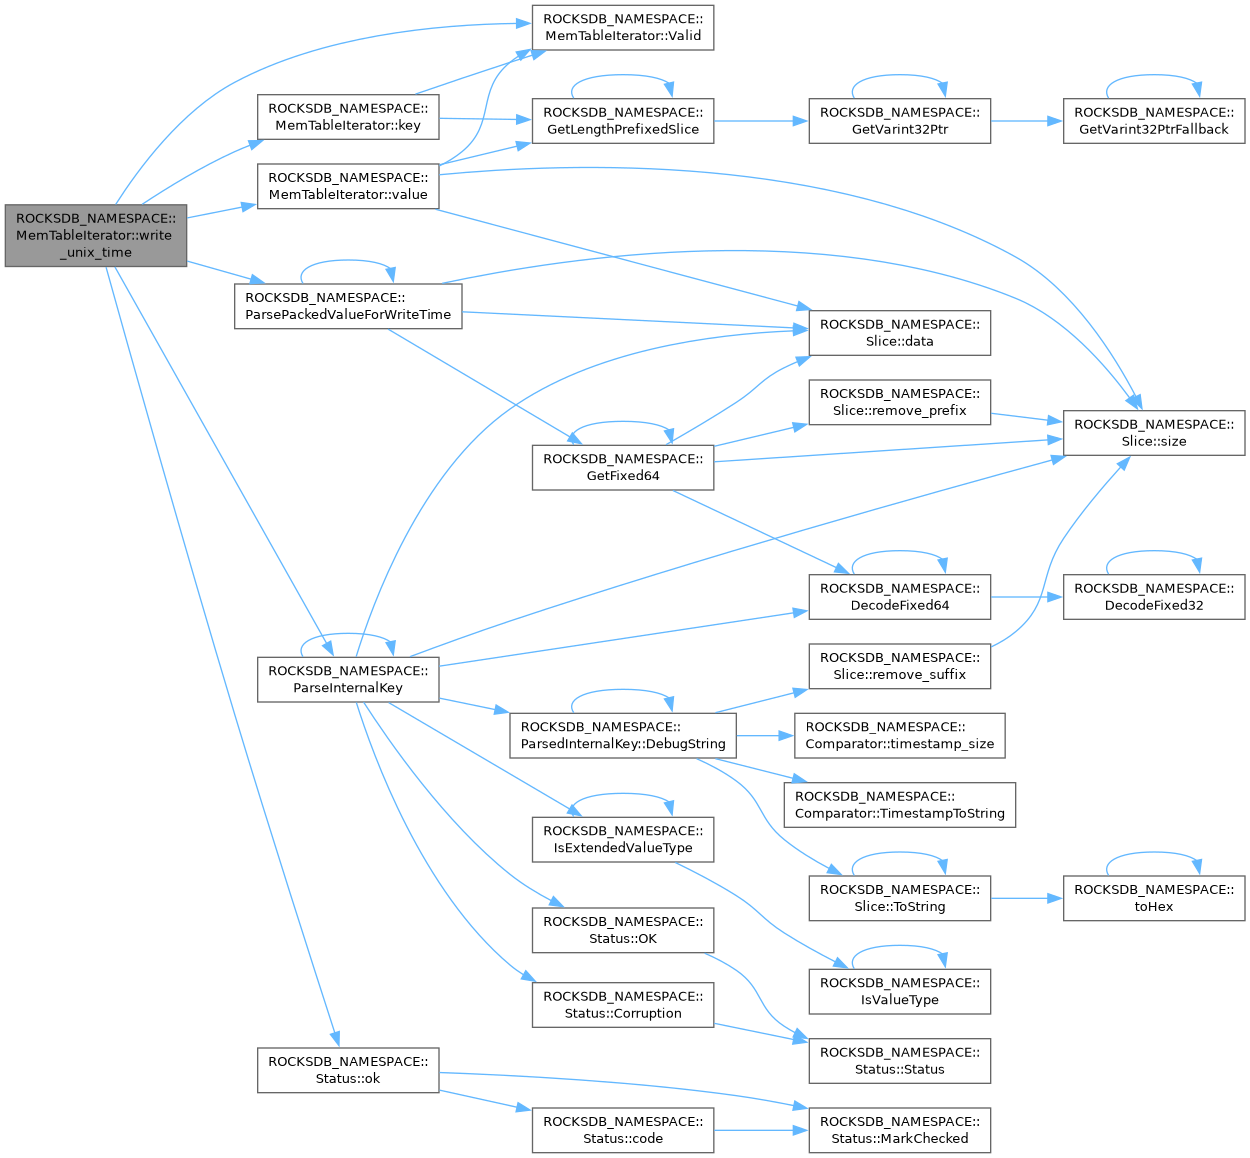 ROCKSDB_NAMESPACE::
MemTableIterator::write
_unix_time
ROCKSDB_NAMESPACE::
MemTableIterator::Valid
ROCKSDB_NAMESPACE::
MemTableIterator::key
ROCKSDB_NAMESPACE::
GetLengthPrefixedSlice
ROCKSDB_NAMESPACE::
GetVarint32Ptr
ROCKSDB_NAMESPACE::
GetVarint32PtrFallback
ROCKSDB_NAMESPACE::
MemTableIterator::value
ROCKSDB_NAMESPACE::
ParsePackedValueForWriteTime
ROCKSDB_NAMESPACE::
Slice::data
ROCKSDB_NAMESPACE::
Slice::remove_prefix
ROCKSDB_NAMESPACE::
Slice::size
ROCKSDB_NAMESPACE::
GetFixed64
ROCKSDB_NAMESPACE::
DecodeFixed64
ROCKSDB_NAMESPACE::
DecodeFixed32
ROCKSDB_NAMESPACE::
ParseInternalKey
ROCKSDB_NAMESPACE::
Slice::remove_suffix
ROCKSDB_NAMESPACE::
ParsedInternalKey::DebugString
ROCKSDB_NAMESPACE::
Comparator::timestamp_size
ROCKSDB_NAMESPACE::
Comparator::TimestampToString
ROCKSDB_NAMESPACE::
IsExtendedValueType
ROCKSDB_NAMESPACE::
Slice::ToString
ROCKSDB_NAMESPACE::
toHex
ROCKSDB_NAMESPACE::
Status::OK
ROCKSDB_NAMESPACE::
IsValueType
ROCKSDB_NAMESPACE::
Status::Corruption
ROCKSDB_NAMESPACE::
Status::Status
ROCKSDB_NAMESPACE::
Status::ok
ROCKSDB_NAMESPACE::
Status::code
ROCKSDB_NAMESPACE::
Status::MarkChecked